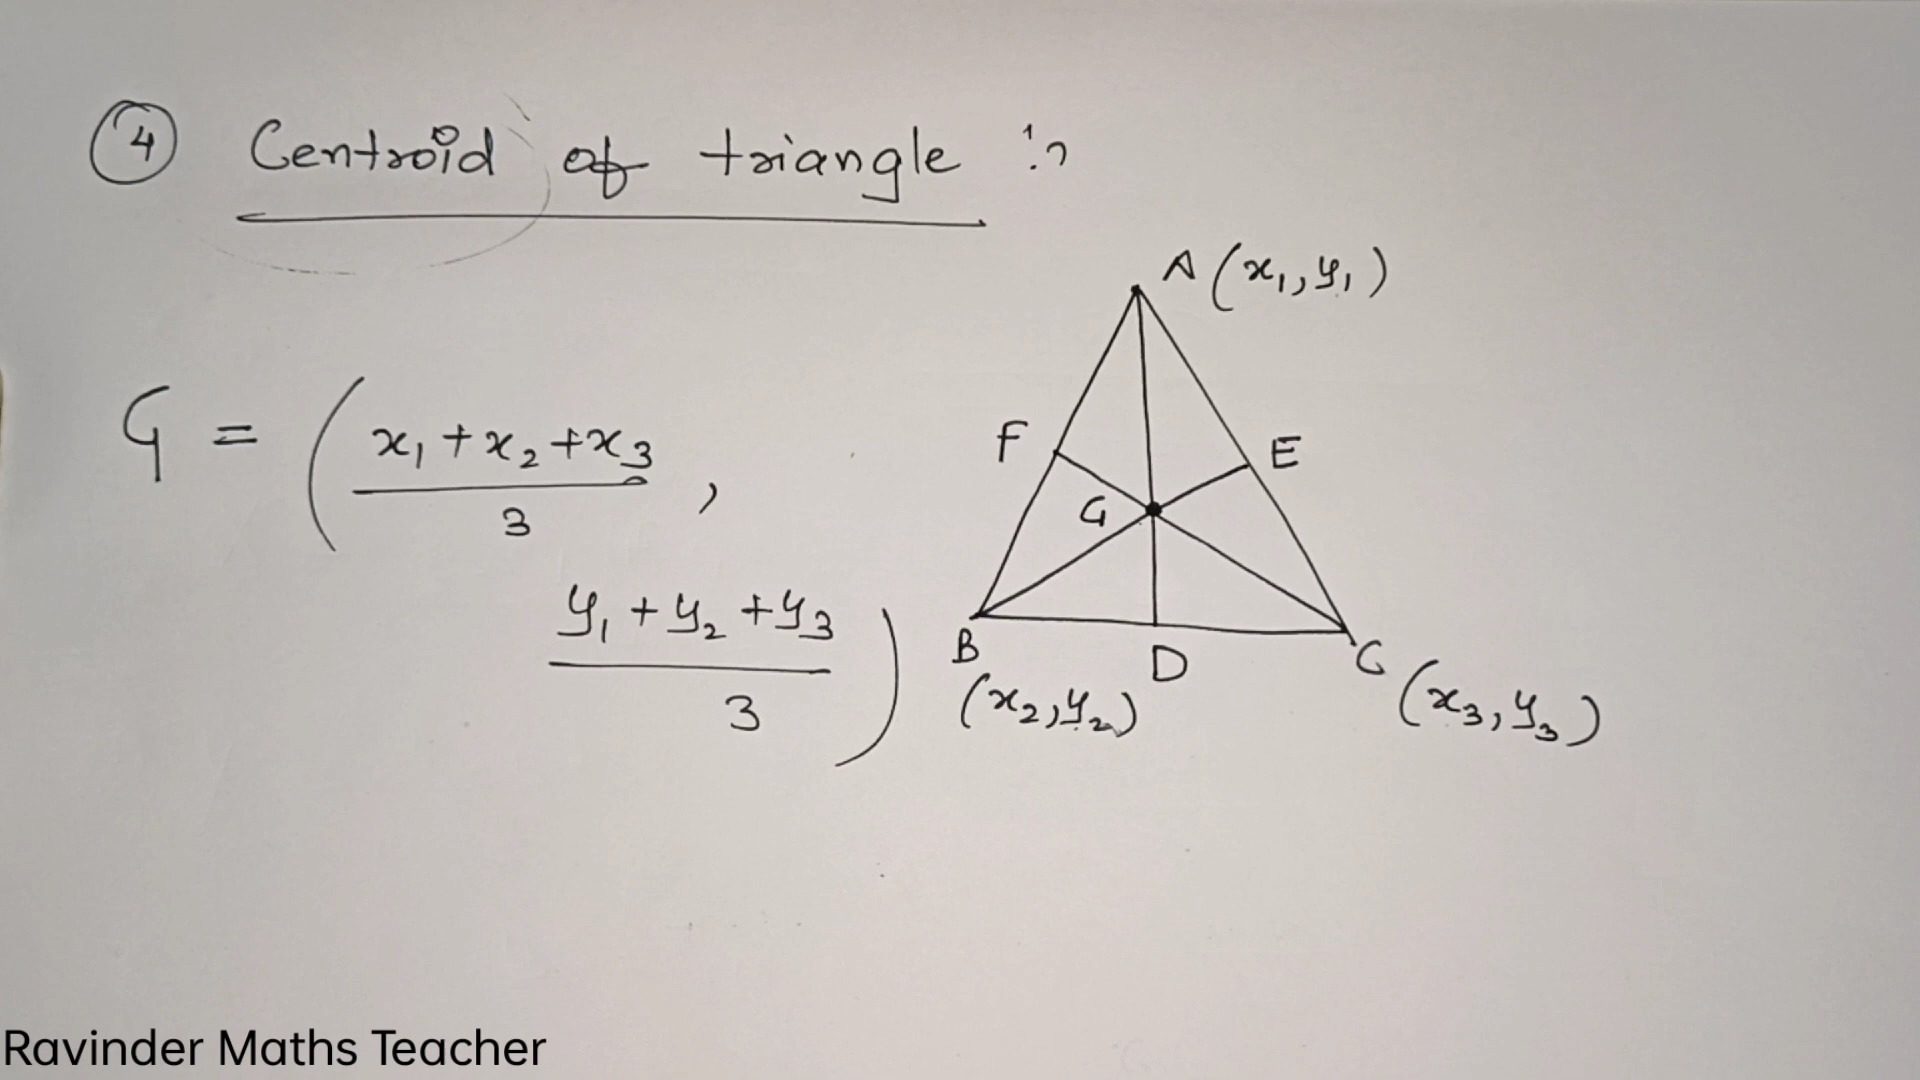 ④ Centroid of triangle :-
A (x₁, y₁)
G = ( x₁ + x₂ + x₃ / 3 ,
y₁ + y₂ + y₃ / 3 )
F
E
G
B
D
C
(x₂, y₂)
(x₃, y₃)
Ravinder Maths Teacher